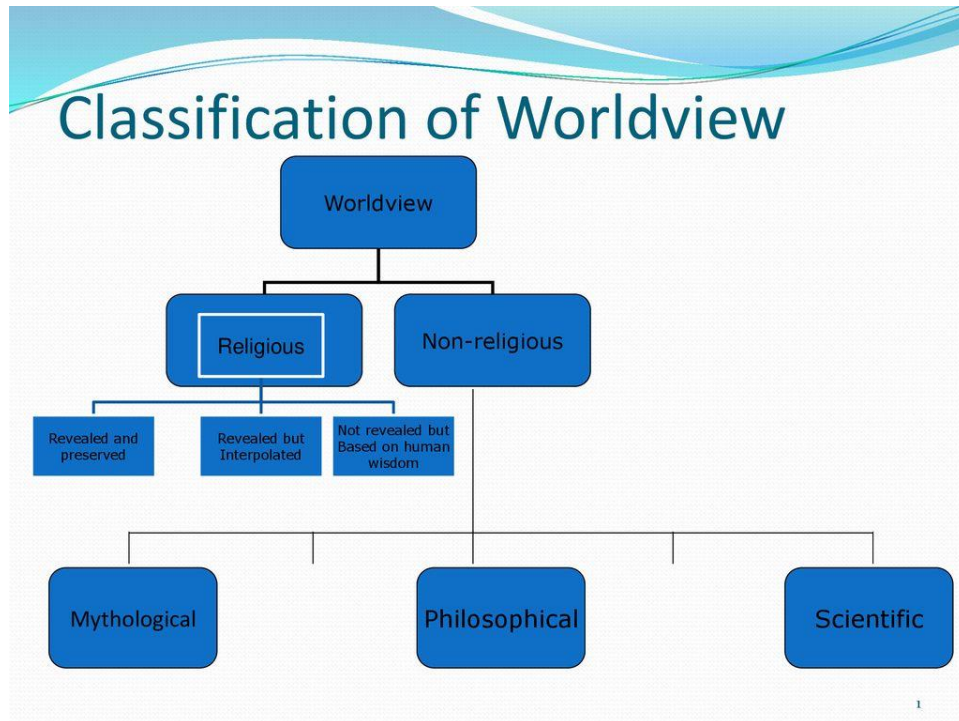 Classification of Worldview
Worldview
Religious
Non-religious
Revealed and
preserved
Revealed but
Interpolated
Not revealed but
Based on human
wisdom
Mythological
Philosophical
Scientific
1